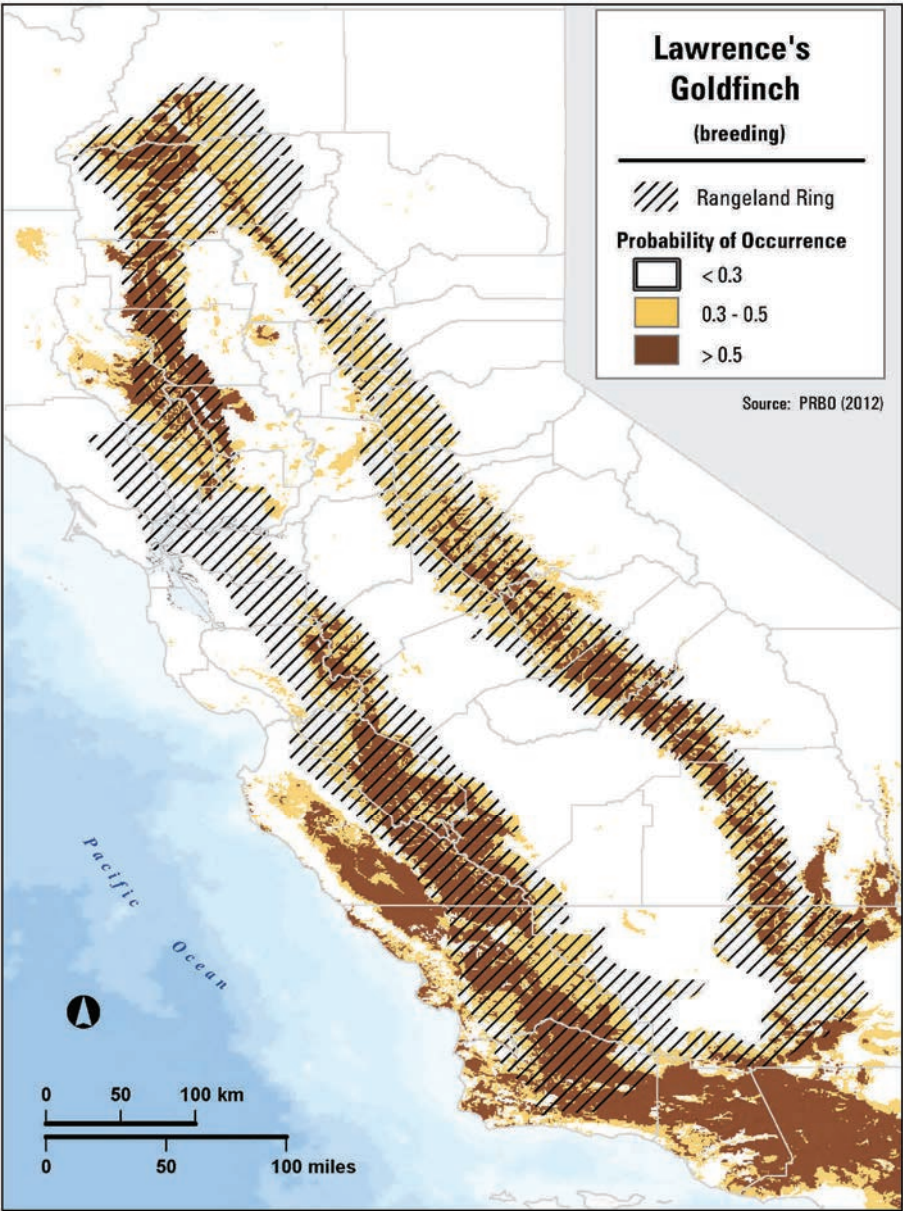 Lawrence's
Goldfinch
(breeding)
Rangeland Ring
Probability of Occurrence
< 0.3
0.3 - 0.5
> 0.5
Source: PRBO (2012)
Pacific
Ocean
0 50 100 km
0 50 100 miles